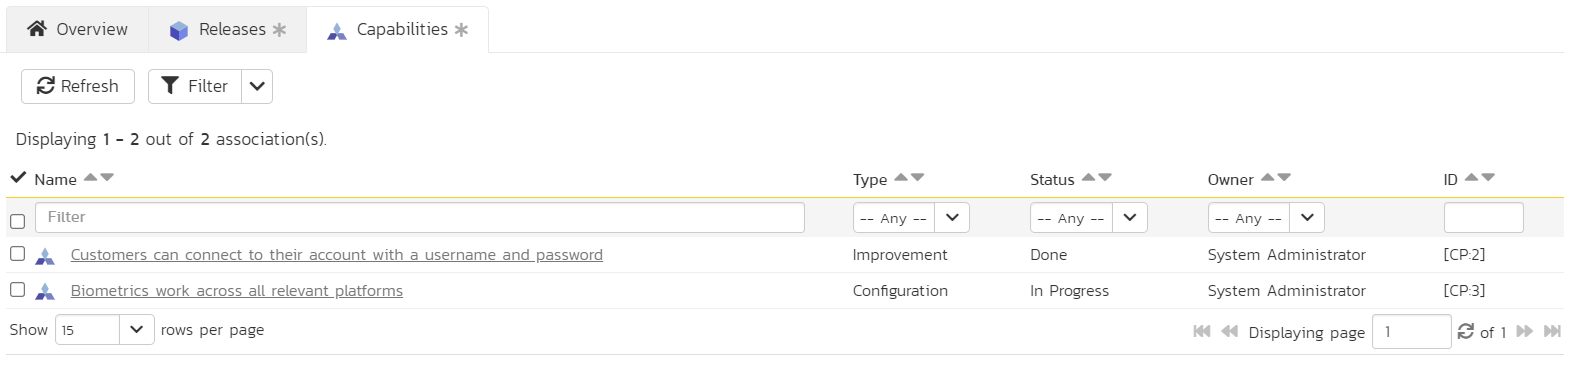 Overview Releases Capabilities
Refresh Filter
Displaying 1 - 2 out of 2 association(s).
Name Type Status Owner ID
Filter -- Any -- -- Any -- -- Any --
Customers can connect to their account with a username and password Improvement Done System Administrator [CP:2]
Biometrics work across all relevant platforms Configuration In Progress System Administrator [CP:3]
Show 15 rows per page Displaying page 1 of 1